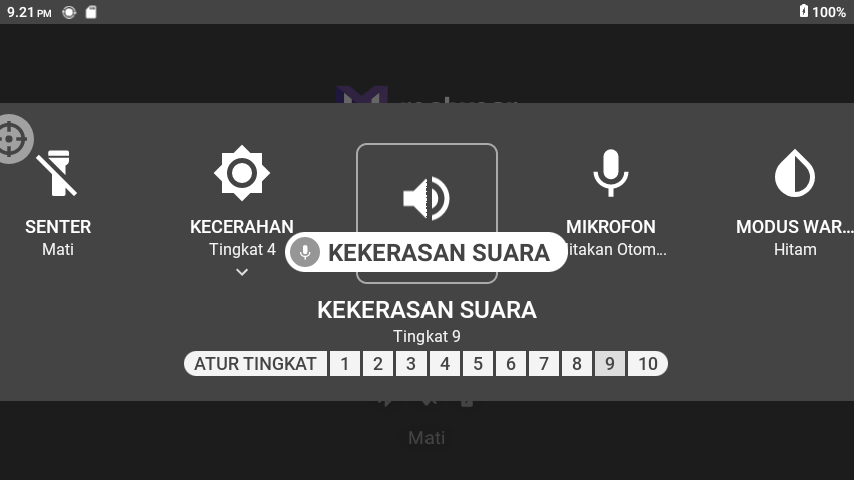 9.21 PM
100%
SENTER
Mati
KECERAHAN
Tingkat 4
KEKERASAN SUARA
MIKROFON
Otom...
MODUS WAR...
Hitam
KEKERASAN SUARA
Tingkat 9
ATUR TINGKAT 1 2 3 4 5 6 7 8 9 10
Mati